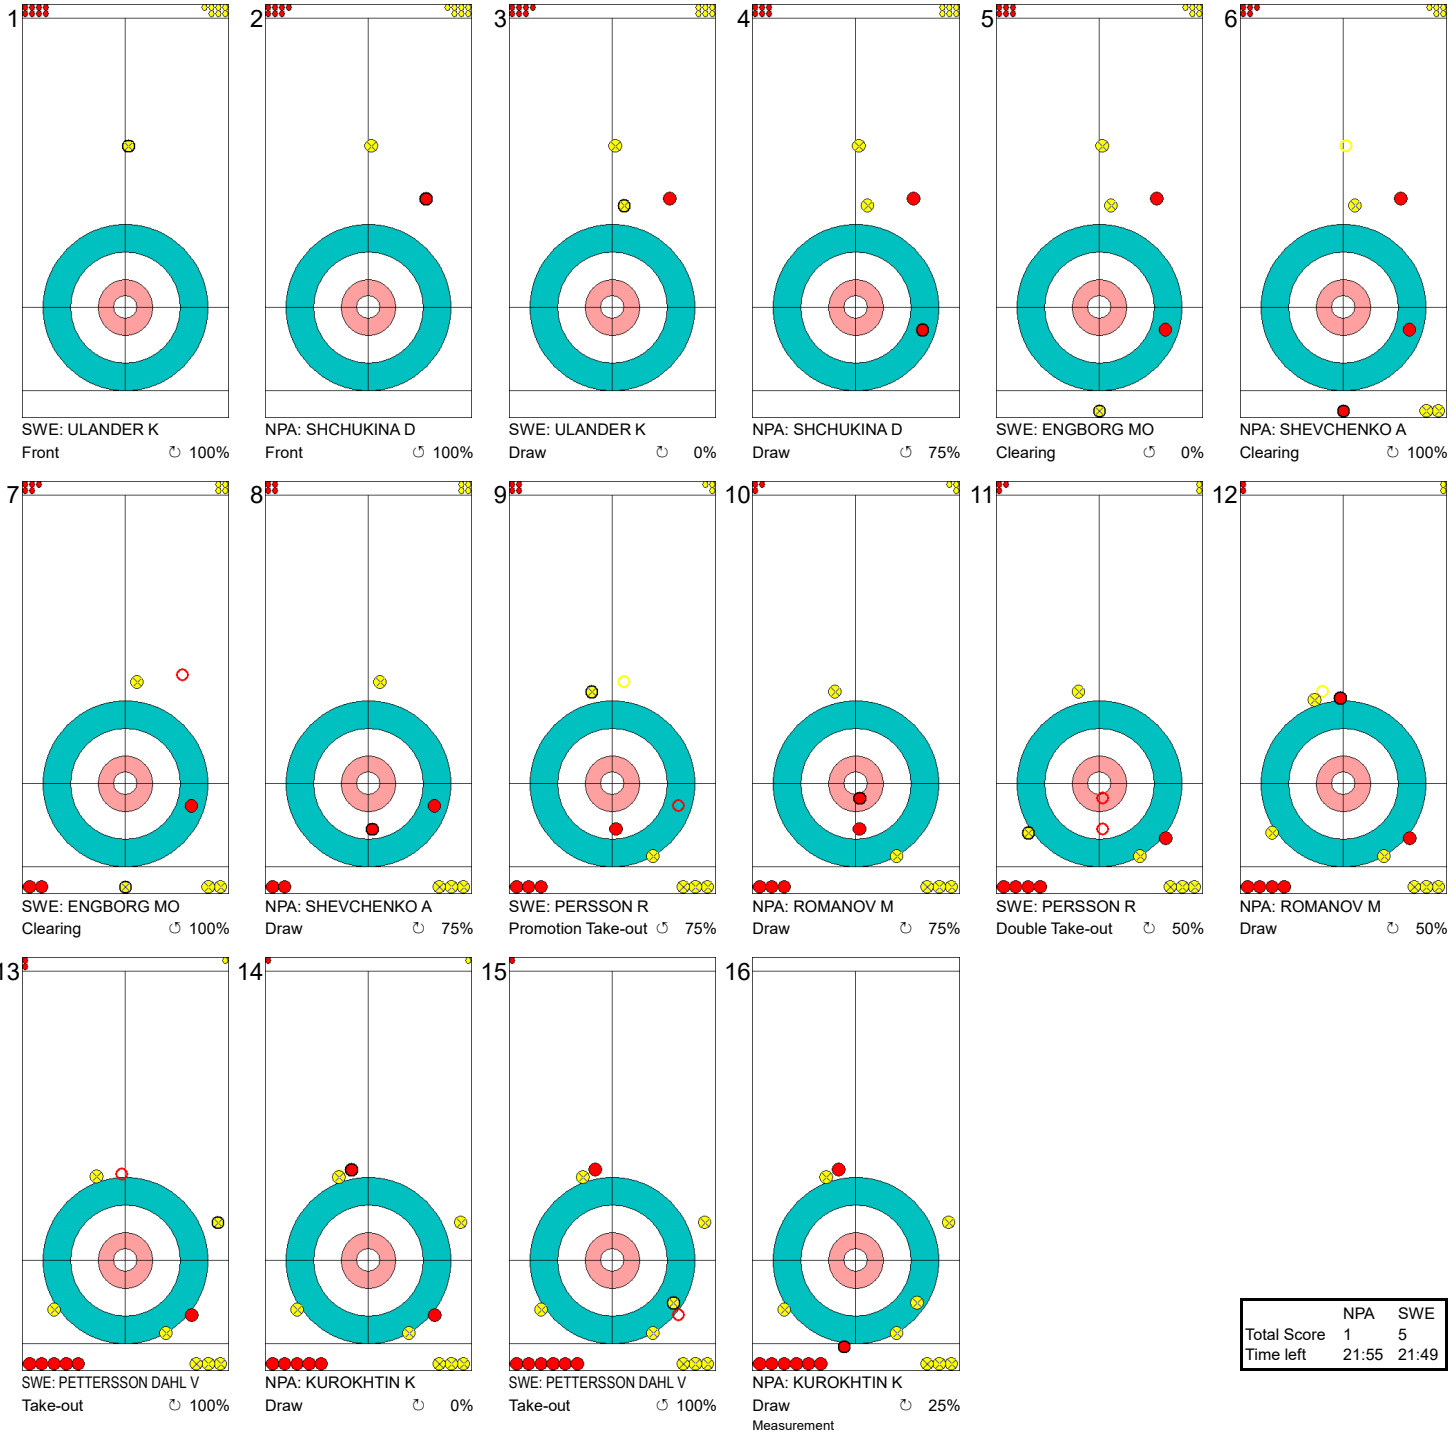 1
2
3
4
5
6
SWE: ULANDER K
Front ↻ 100%
NPA: SHCHUKINA D
Front ↺ 100%
SWE: ULANDER K
Draw ↻ 0%
NPA: SHCHUKINA D
Draw ↺ 75%
SWE: ENGBORG MO
Clearing ↺ 0%
NPA: SHEVCHENKO A
Clearing ↻ 100%
7
8
9
10
11
12
SWE: ENGBORG MO
Clearing ↺ 100%
NPA: SHEVCHENKO A
Draw ↻ 75%
SWE: PERSSON R
Promotion Take-out ↻ 75%
NPA: ROMANOV M
Draw ↻ 75%
SWE: PERSSON R
Double Take-out ↻ 50%
NPA: ROMANOV M
Draw ↻ 50%
13
14
15
16
SWE: PETTERSSON DAHL V
Take-out ↻ 100%
NPA: KUROKHTIN K
Draw ↻ 0%
SWE: PETTERSSON DAHL V
Take-out ↻ 100%
NPA: KUROKHTIN K
Draw ↻ 25%
Measurement
NPA SWE
Total Score 1 5
Time left 21:55 21:49